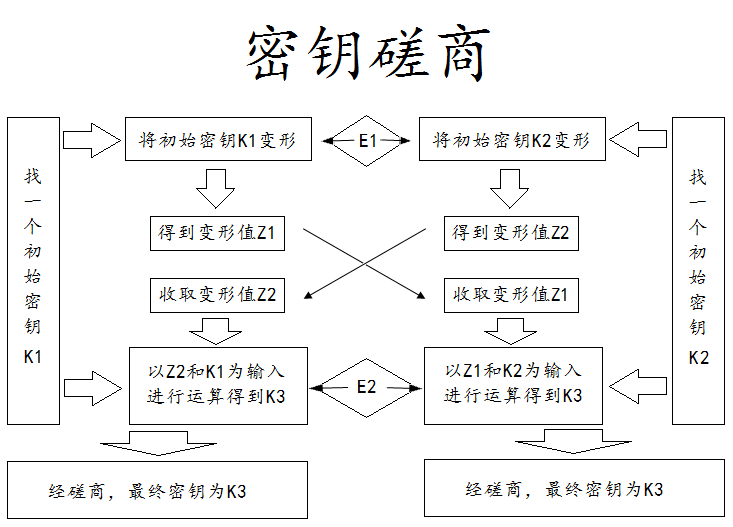 密钥磋商
找一个初始密钥K1
将初始密钥K1变形
E1
将初始密钥K2变形
找一个初始密钥K2
得到变形值Z1
得到变形值Z2
收取变形值Z2
收取变形值Z1
以Z2和K1为输入
进行运算得到K3
E2
以Z1和K2为输入
进行运算得到K3
经磋商，最终密钥为K3
经磋商，最终密钥为K3